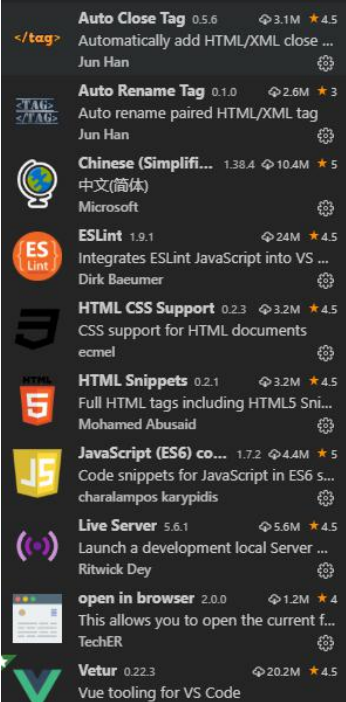 </tag>
Auto Close Tag 0.5.6 3.1M ★4.5
Automatically add HTML/XML close ...
Jun Han
<TAG>
</TAG>
Auto Rename Tag 0.1.0 2.6M ★3
Auto rename paired HTML/XML tag
Jun Han
Chinese (Simplifi... 1.38.4 10.4M ★5
中文(简体)
Microsoft
ES
Lint
ESLint 1.9.1 24M ★4.5
Integrates ESLint JavaScript into VS ...
Dirk Baeumer
HTML CSS Support 0.2.3 3.2M ★4.5
CSS support for HTML documents
ecmel
HTML
5
HTML Snippets 0.2.1 3.2M ★4.5
Full HTML tags including HTML5 Sni...
Mohamed Abusaid
JS
JavaScript (ES6) co... 1.7.2 4.4M ★5
Code snippets for JavaScript in ES6 s...
charalampos karypidis
Live Server 5.6.1 5.6M ★4.5
Launch a development local Server ...
Ritwick Dey
open in browser 2.0.0 1.2M ★4
This allows you to open the current f...
TechER
Vetur 0.22.3 20.2M ★4.5
Vue tooling for VS Code